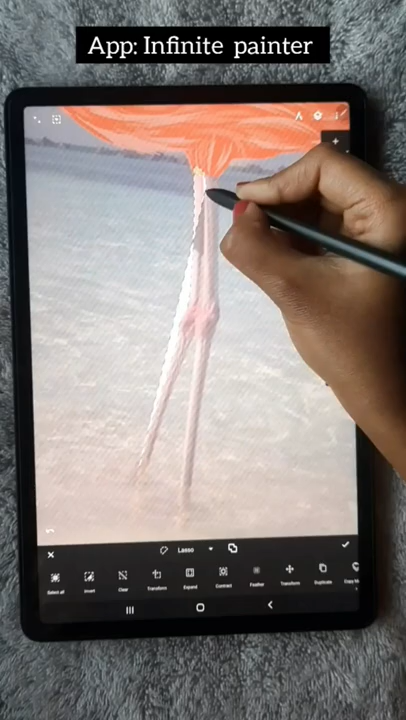 App: Infinite painter
Lasso
Select all Invert Clear Transform Expand Contract Feather Transform Duplicate